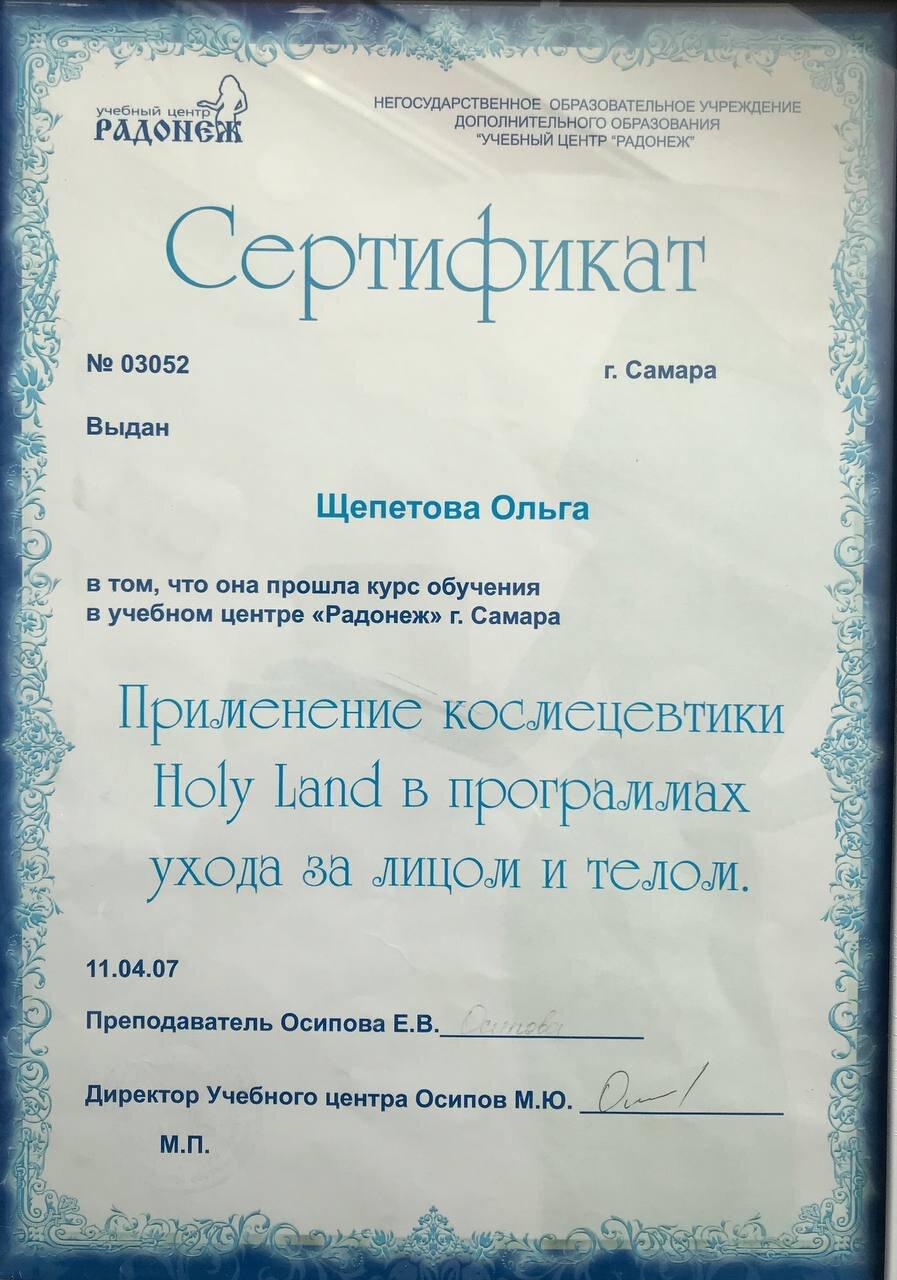 учебный центр
РАДОНЕЖ
НЕГОСУДАРСТВЕННОЕ ОБРАЗОВАТЕЛЬНОЕ УЧРЕЖДЕНИЕ
ДОПОЛНИТЕЛЬНОГО ОБРАЗОВАНИЯ
"УЧЕБНЫЙ ЦЕНТР "РАДОНЕЖ"
Сертификат
№ 03052
г. Самара
Выдан
Щепетова Ольга
в том, что она прошла курс обучения
в учебном центре «Радонеж» г. Самара
Применение космецевтики
Holy Land в программах
ухода за лицом и телом.
11.04.07
Преподаватель Осипова Е.В. Осипова
Директор Учебного центра Осипов М.Ю.
М.П.